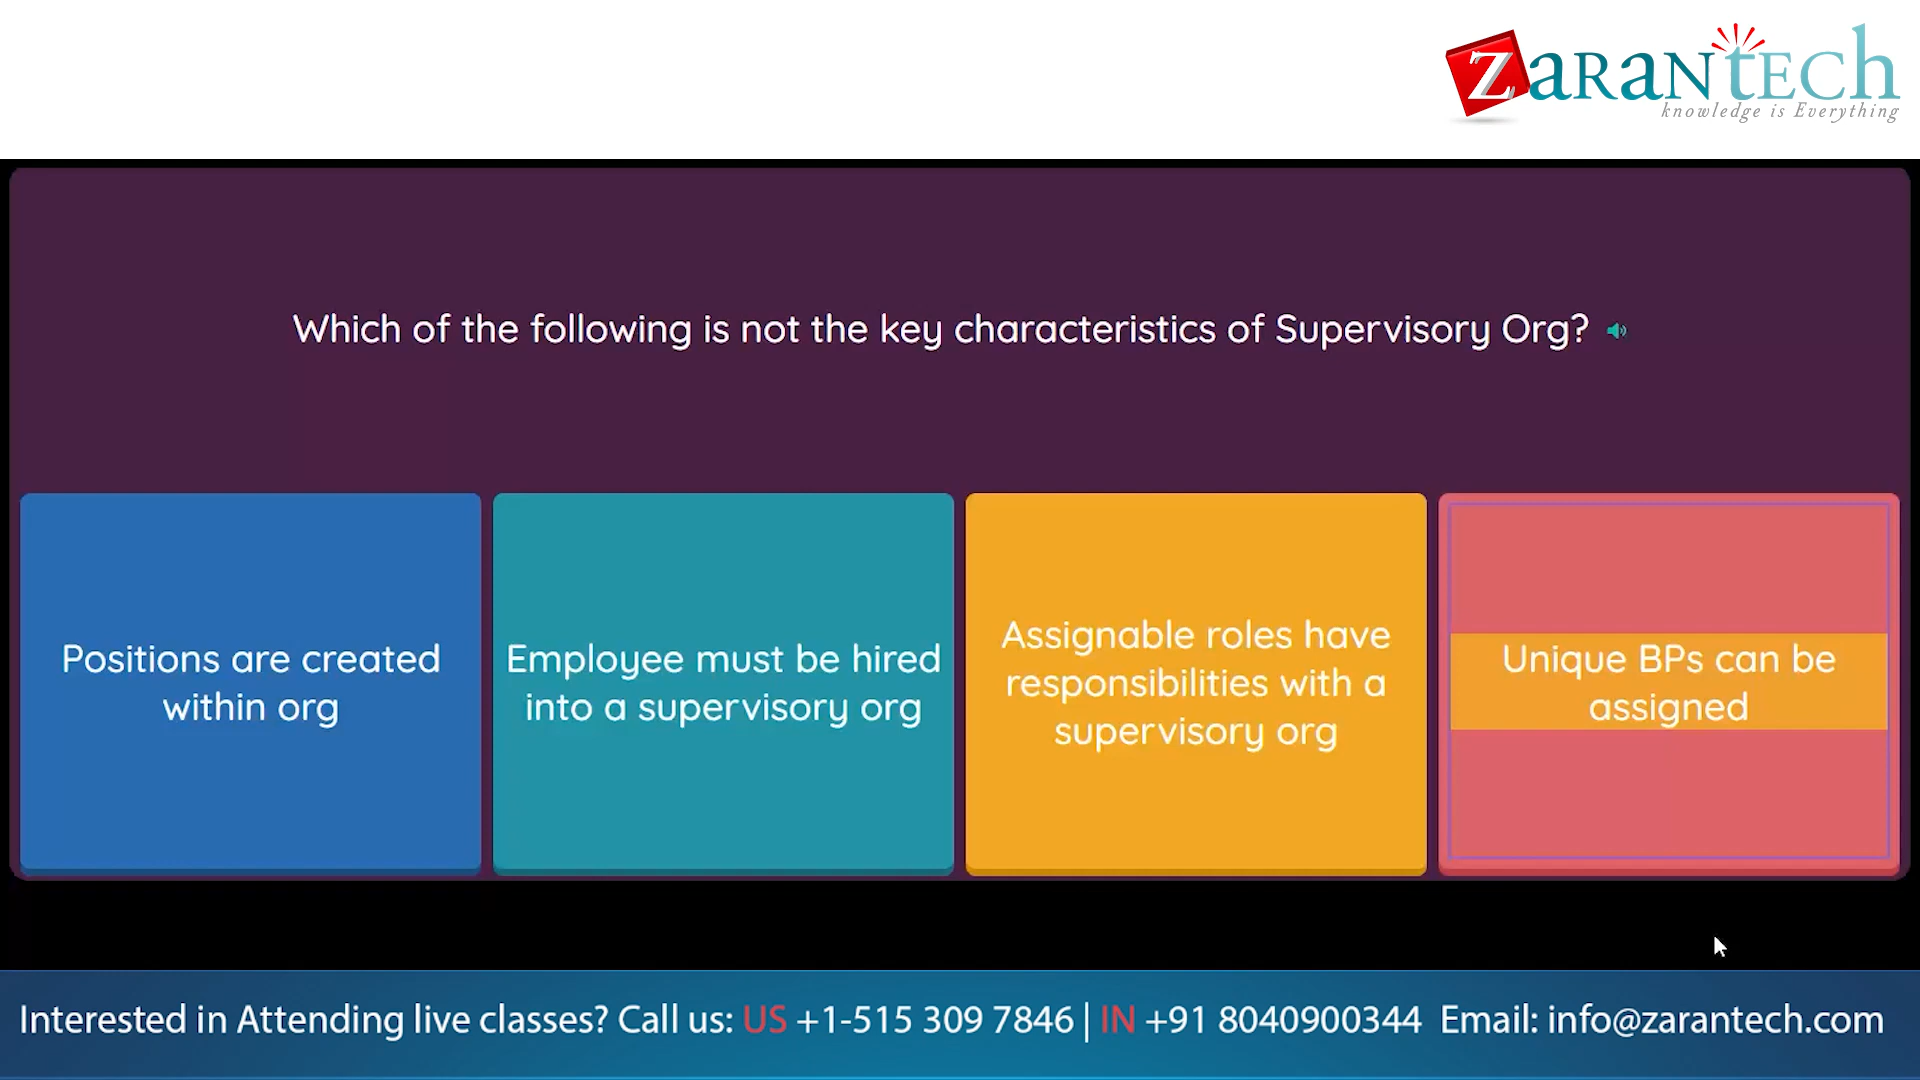 ZaranTech
knowledge is Everything
Which of the following is not the key characteristics of Supervisory Org?
Positions are created
within org
Employee must be hired
into a supervisory org
Assignable roles have
responsibilities with a
supervisory org
Unique BPs can be
assigned
Interested in Attending live classes? Call us: US +1-515 309 7846 | IN +91 8040900344 Email: info@zarantech.com